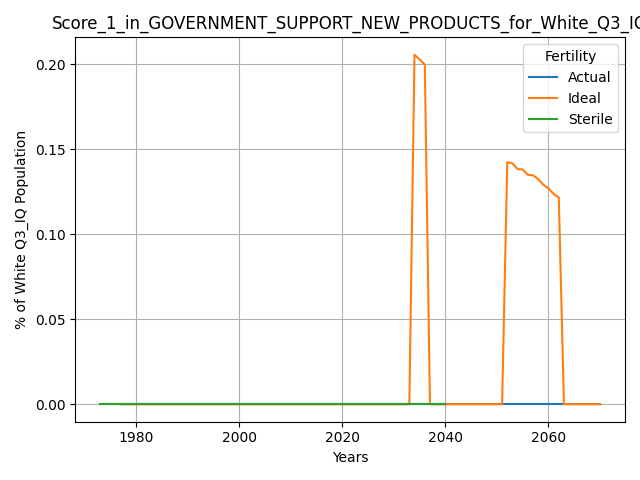 Score_1_in_GOVERNMENT_SUPPORT_NEW_PRODUCTS_for_White_Q3_IQ
Fertility
Actual
Ideal
Sterile
% of White Q3_IQ Population
0.20
0.15
0.10
0.05
0.00
1980 2000 2020 2040 2060
Years